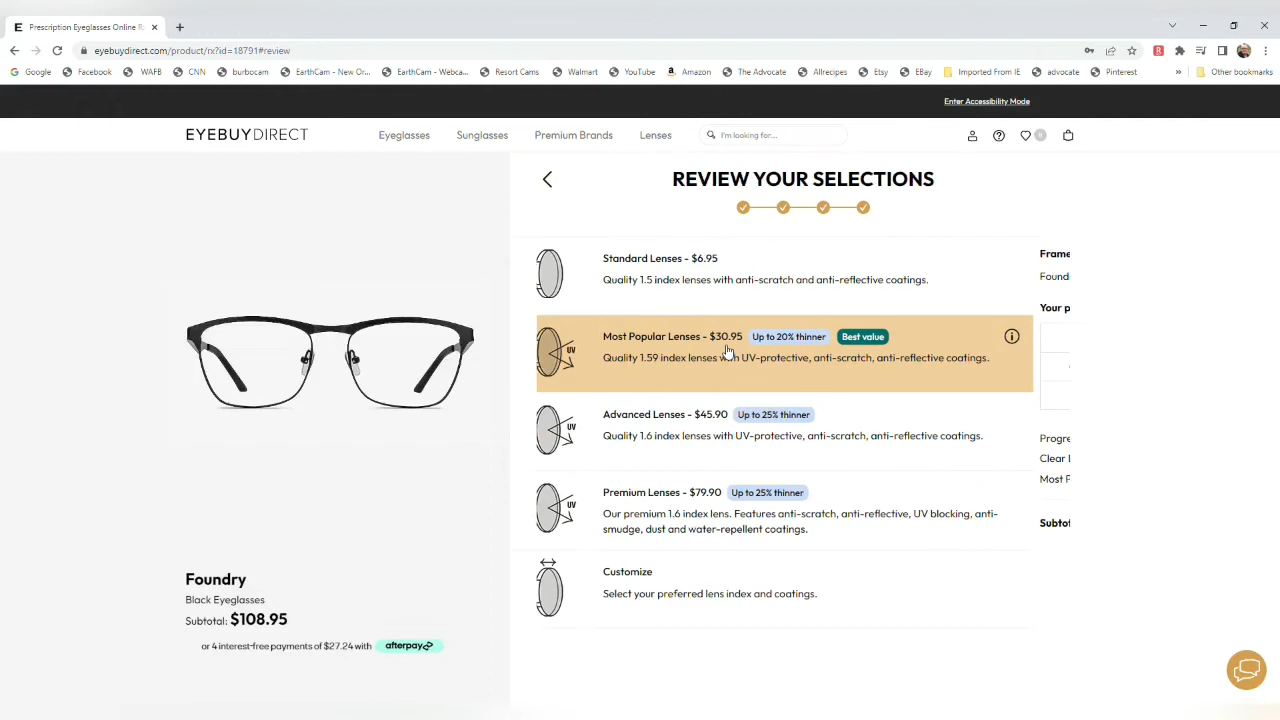 E Prescription Eyeglasses Online R
eyebuydirect.com/product/rx?id=18791#review
Google Facebook WAFB CNN burbocam EarthCam - New Or... EarthCam - Webca... Resort Cams Walmart YouTube Amazon The Advocate Allrecipes Etsy EBay Imported From IE advocate Pinterest » Other bookmarks
Enter Accessibility Mode
EYEBUYDIRECT Eyeglasses Sunglasses Premium Brands Lenses I'm looking for... 0
REVIEW YOUR SELECTIONS
Standard Lenses - $6.95
Quality 1.5 index lenses with anti-scratch and anti-reflective coatings.
UV
Most Popular Lenses - $30.95 Up to 20% thinner Best value
Quality 1.59 index lenses with UV-protective, anti-scratch, anti-reflective coatings.
UV
Advanced Lenses - $45.90 Up to 25% thinner
Quality 1.6 index lenses with UV-protective, anti-scratch, anti-reflective coatings.
UV
Premium Lenses - $79.90 Up to 25% thinner
Our premium 1.6 index lens. Features anti-scratch, anti-reflective, UV blocking, anti-
smudge, dust and water-repellent coatings.
Customize
Select your preferred lens index and coatings.
Frame
Found
Your p
Progre
Clear
Most
Subto
Foundry
Black Eyeglasses
Subtotal: $108.95
or 4 interest-free payments of $27.24 with afterpay